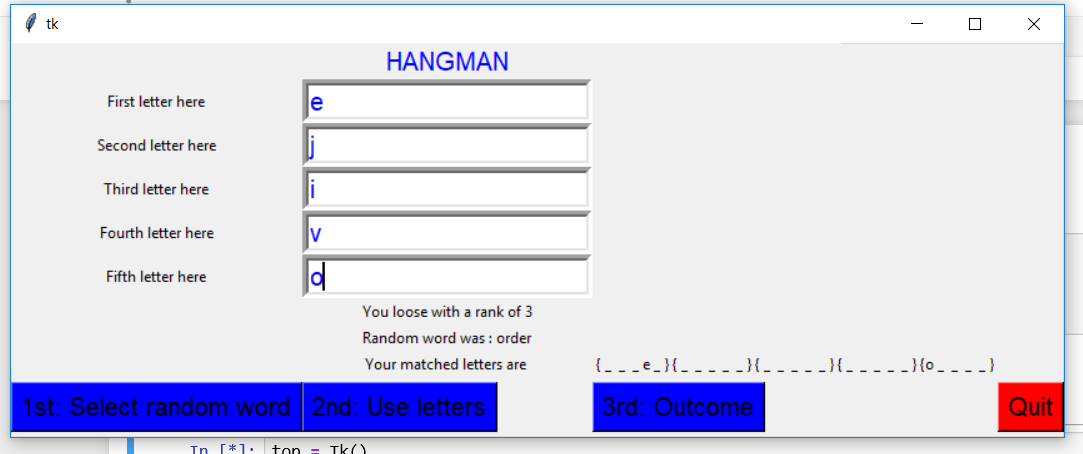 tk
HANGMAN
First letter here e
Second letter here j
Third letter here i
Fourth letter here v
Fifth letter here o
You loose with a rank of 3
Random word was : order
Your matched letters are {_ _ _ e _}{_ _ _ _ _}{_ _ _ _ _}{_ _ _ _ _}{o _ _ _ _}
1st: Select random word 2nd: Use letters 3rd: Outcome Quit
In [*]: top = Tk()